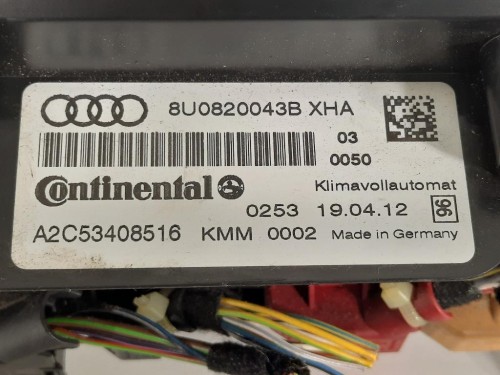 8U0820043B XHA
03
0050
Continental
Klimavollautomat
0253 19.04.12 96
A2C53408516 KMM 0002 Made in Germany